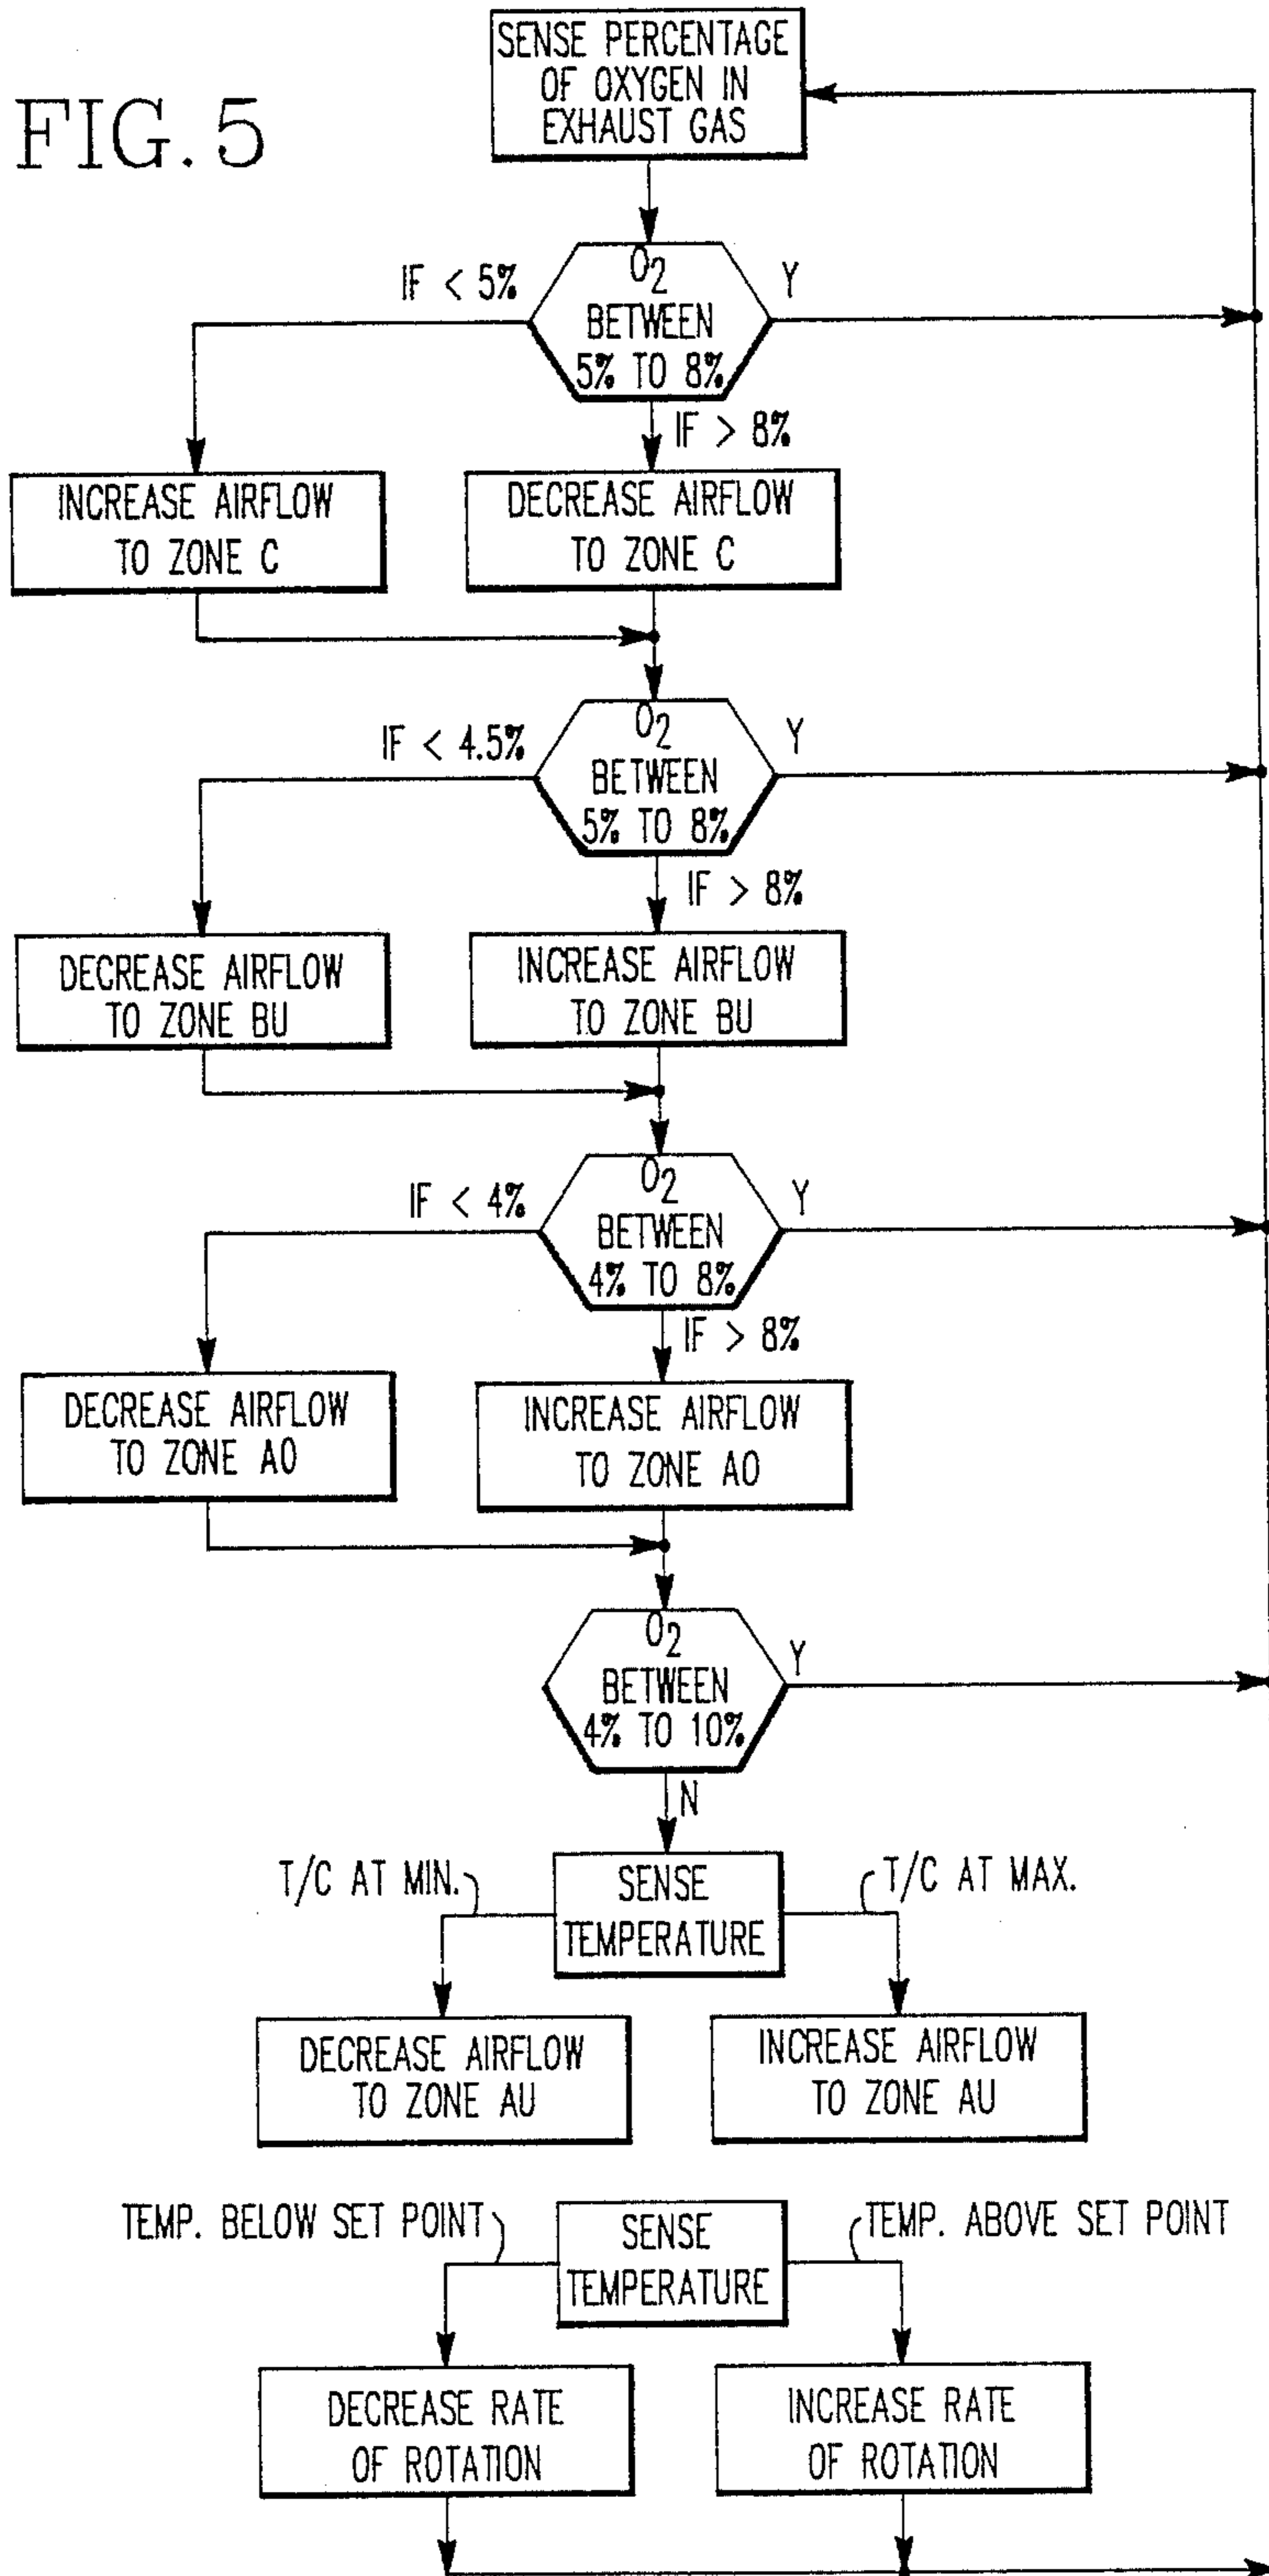 FIG. 5
SENSE PERCENTAGE
OF OXYGEN IN
EXHAUST GAS
IF < 5%
O2
BETWEEN
5% TO 8%
Y
IF > 8%
INCREASE AIRFLOW
TO ZONE C
DECREASE AIRFLOW
TO ZONE C
IF < 4.5%
O2
BETWEEN
5% TO 8%
Y
IF > 8%
DECREASE AIRFLOW
TO ZONE BU
INCREASE AIRFLOW
TO ZONE BU
IF < 4%
O2
BETWEEN
4% TO 8%
Y
IF > 8%
DECREASE AIRFLOW
TO ZONE AO
INCREASE AIRFLOW
TO ZONE AO
O2
BETWEEN
4% TO 10%
Y
N
T/C AT MIN.
SENSE
TEMPERATURE
T/C AT MAX.
DECREASE AIRFLOW
TO ZONE AU
INCREASE AIRFLOW
TO ZONE AU
TEMP. BELOW SET POINT
SENSE
TEMPERATURE
TEMP. ABOVE SET POINT
DECREASE RATE
OF ROTATION
INCREASE RATE
OF ROTATION